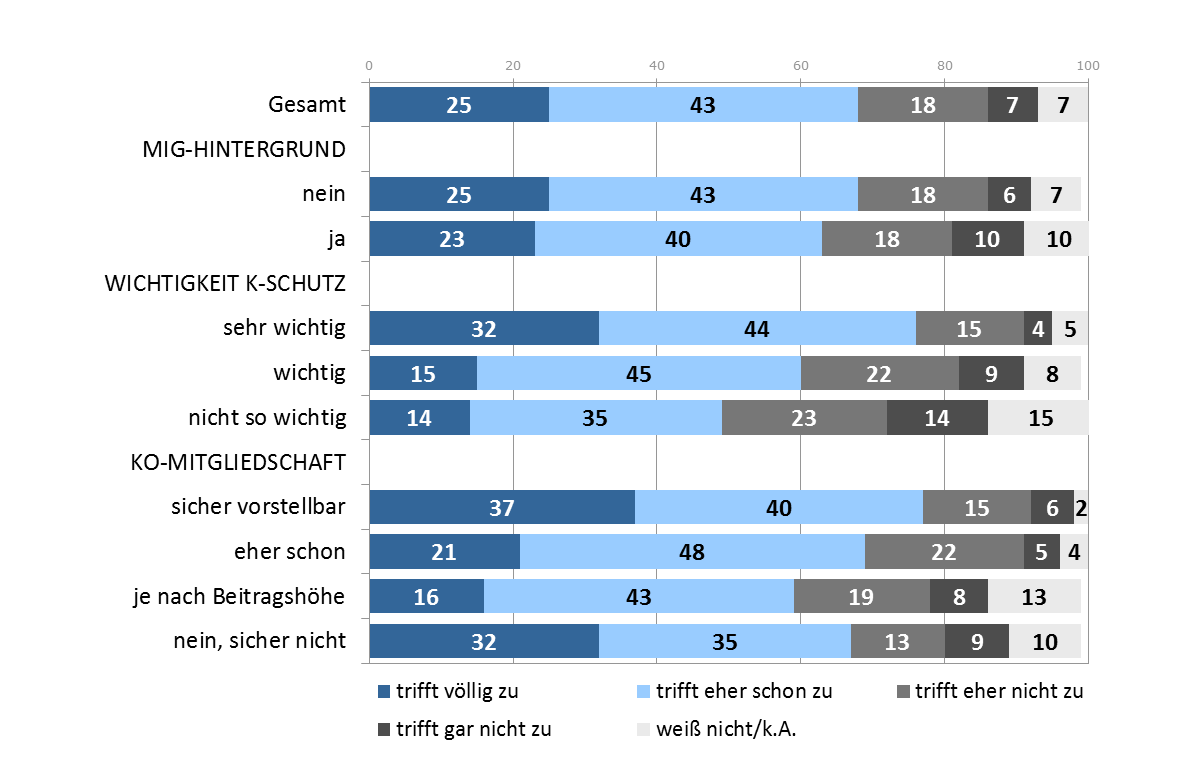 0 20 40 60 80 100
Gesamt 25 43 18 7 7
MIG-HINTERGRUND
nein 25 43 18 6 7
ja 23 40 18 10 10
WICHTIGKEIT K-SCHUTZ
sehr wichtig 32 44 15 4 5
wichtig 15 45 22 9 8
nicht so wichtig 14 35 23 14 15
KO-MITGLIEDSCHAFT
sicher vorstellbar 37 40 15 6 2
eher schon 21 48 22 5 4
je nach Beitragshöhe 16 43 19 8 13
nein, sicher nicht 32 35 13 9 10
trifft völlig zu trifft eher schon zu trifft eher nicht zu
trifft gar nicht zu weiß nicht/k.A.